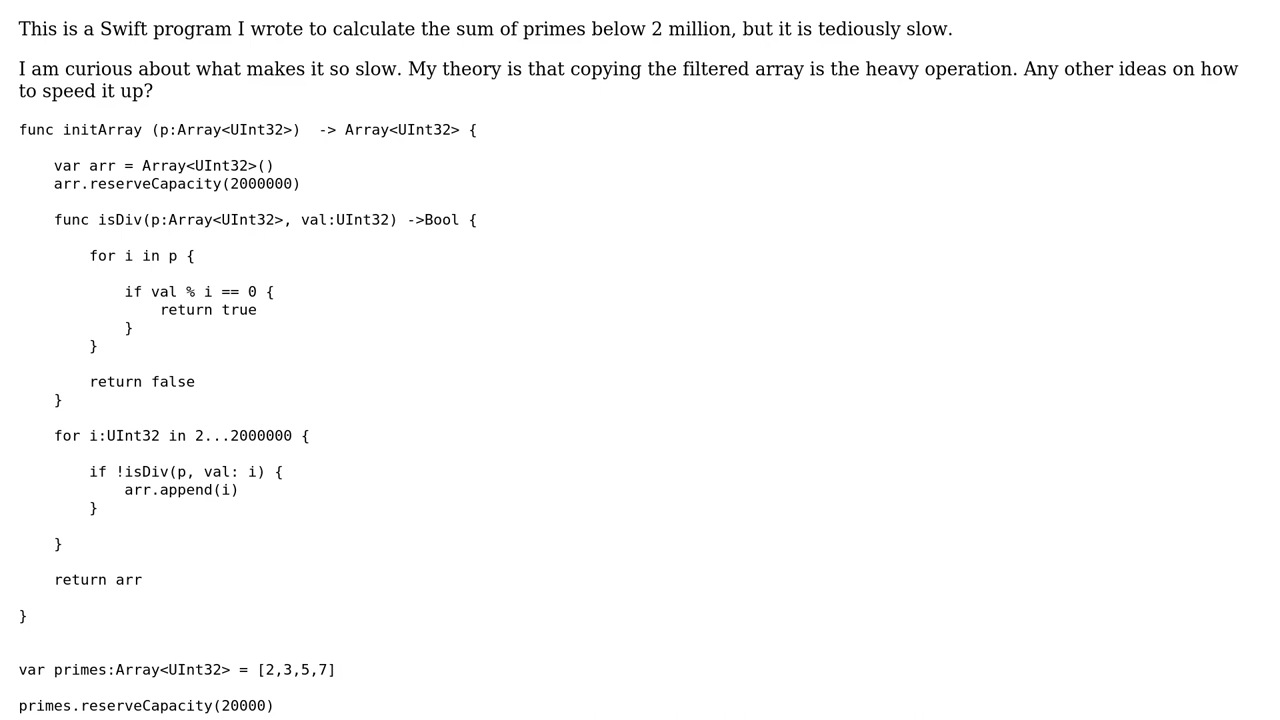 This is a Swift program I wrote to calculate the sum of primes below 2 million, but it is tediously slow.
I am curious about what makes it so slow. My theory is that copying the filtered array is the heavy operation. Any other ideas on how
to speed it up?
func initArray (p:Array<UInt32>)  -> Array<UInt32> {
    var arr = Array<UInt32>()
    arr.reserveCapacity(2000000)
    func isDiv(p:Array<UInt32>, val:UInt32) ->Bool {
        for i in p {
            if val % i == 0 {
                return true
            }
        }
        return false
    }
    for i:UInt32 in 2...2000000 {
        if !isDiv(p, val: i) {
            arr.append(i)
        }
    }
    return arr
}
var primes:Array<UInt32> = [2,3,5,7]
primes.reserveCapacity(20000)